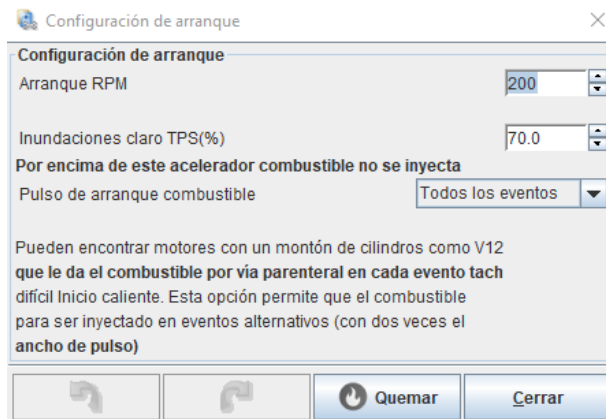 Configuración de arranque
Configuración de arranque
Arranque RPM 200
Inundaciones claro TPS(%) 70.0
Por encima de este acelerador combustible no se inyecta
Pulso de arranque combustible Todos los eventos
Pueden encontrar motores con un montón de cilindros como V12
que le da el combustible por vía parenteral en cada evento tach
difícil Inicio caliente. Esta opción permite que el combustible
para ser inyectado en eventos alternativos (con dos veces el
ancho de pulso)
Quemar Cerrar